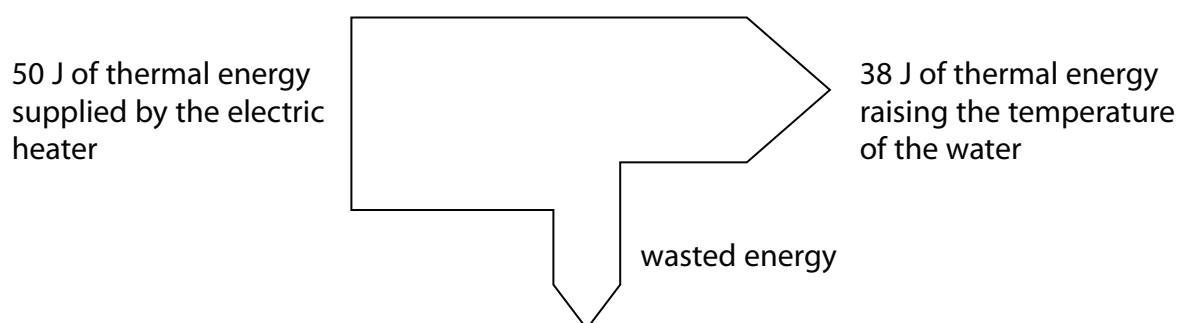 50 J of thermal energy
supplied by the electric
heater
38 J of thermal energy
raising the temperature
of the water
wasted energy